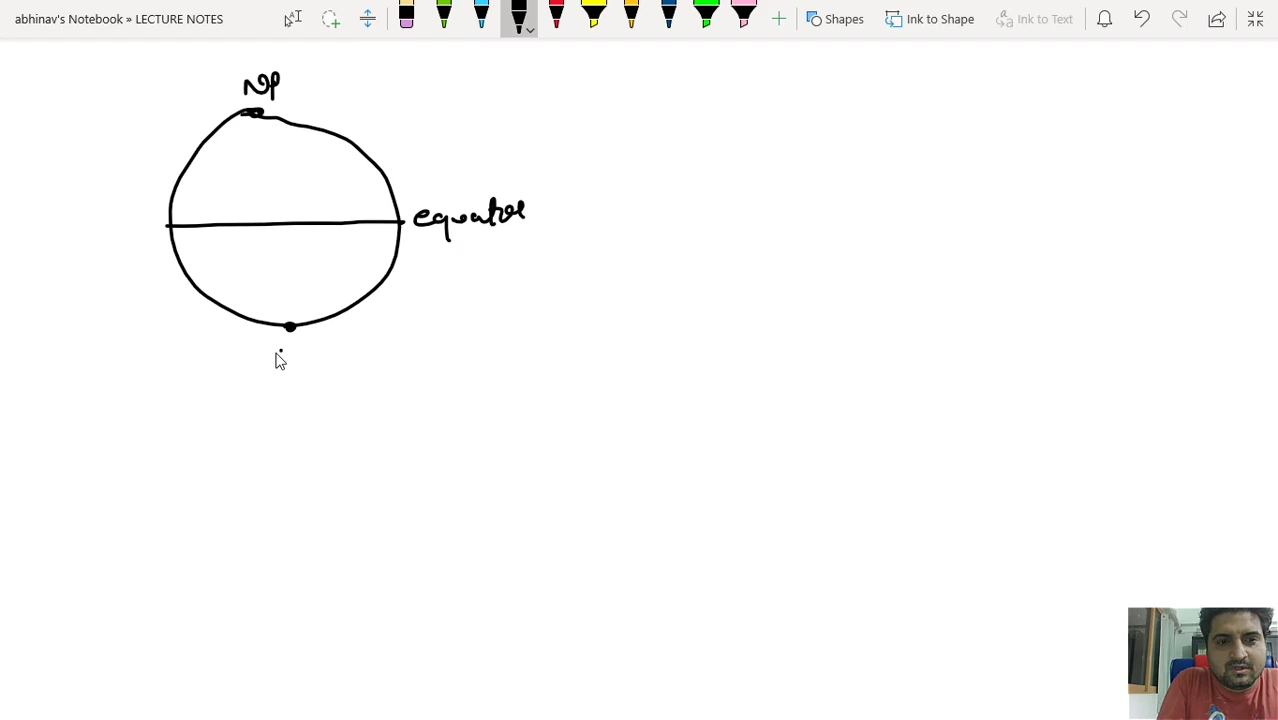 abhinav's Notebook » LECTURE NOTES
Shapes
Ink to Shape
Ink to Text
NP
equator